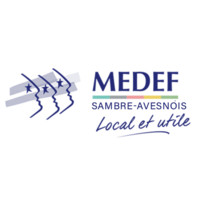 MEDEF
SAMBRE-AVESNOIS
Local et utile